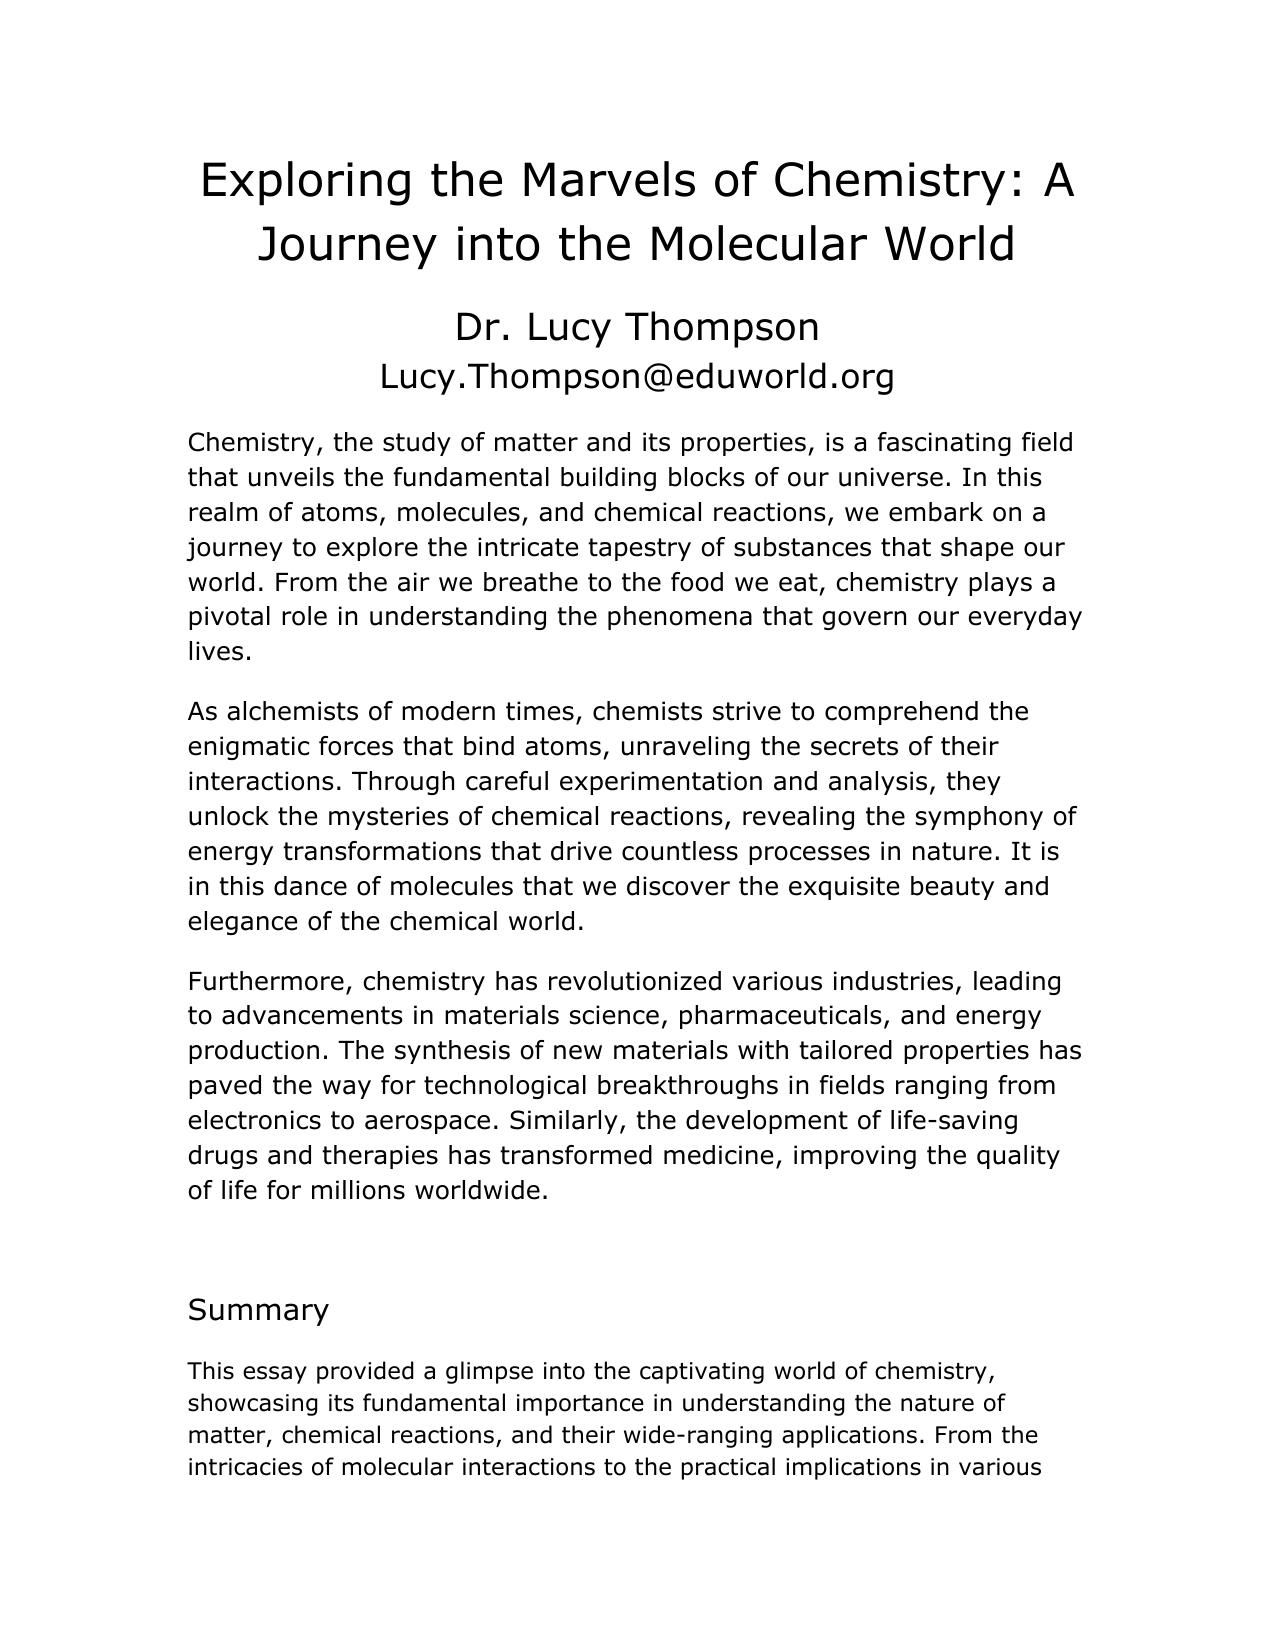 Exploring the Marvels of Chemistry: A
Journey into the Molecular World
Dr. Lucy Thompson
Lucy.Thompson@eduworld.org
Chemistry, the study of matter and its properties, is a fascinating field
that unveils the fundamental building blocks of our universe. In this
realm of atoms, molecules, and chemical reactions, we embark on a
journey to explore the intricate tapestry of substances that shape our
world. From the air we breathe to the food we eat, chemistry plays a
pivotal role in understanding the phenomena that govern our everyday
lives.
As alchemists of modern times, chemists strive to comprehend the
enigmatic forces that bind atoms, unraveling the secrets of their
interactions. Through careful experimentation and analysis, they
unlock the mysteries of chemical reactions, revealing the symphony of
energy transformations that drive countless processes in nature. It is
in this dance of molecules that we discover the exquisite beauty and
elegance of the chemical world.
Furthermore, chemistry has revolutionized various industries, leading
to advancements in materials science, pharmaceuticals, and energy
production. The synthesis of new materials with tailored properties has
paved the way for technological breakthroughs in fields ranging from
electronics to aerospace. Similarly, the development of life-saving
drugs and therapies has transformed medicine, improving the quality
of life for millions worldwide.
Summary
This essay provided a glimpse into the captivating world of chemistry,
showcasing its fundamental importance in understanding the nature of
matter, chemical reactions, and their wide-ranging applications. From the
intricacies of molecular interactions to the practical implications in various